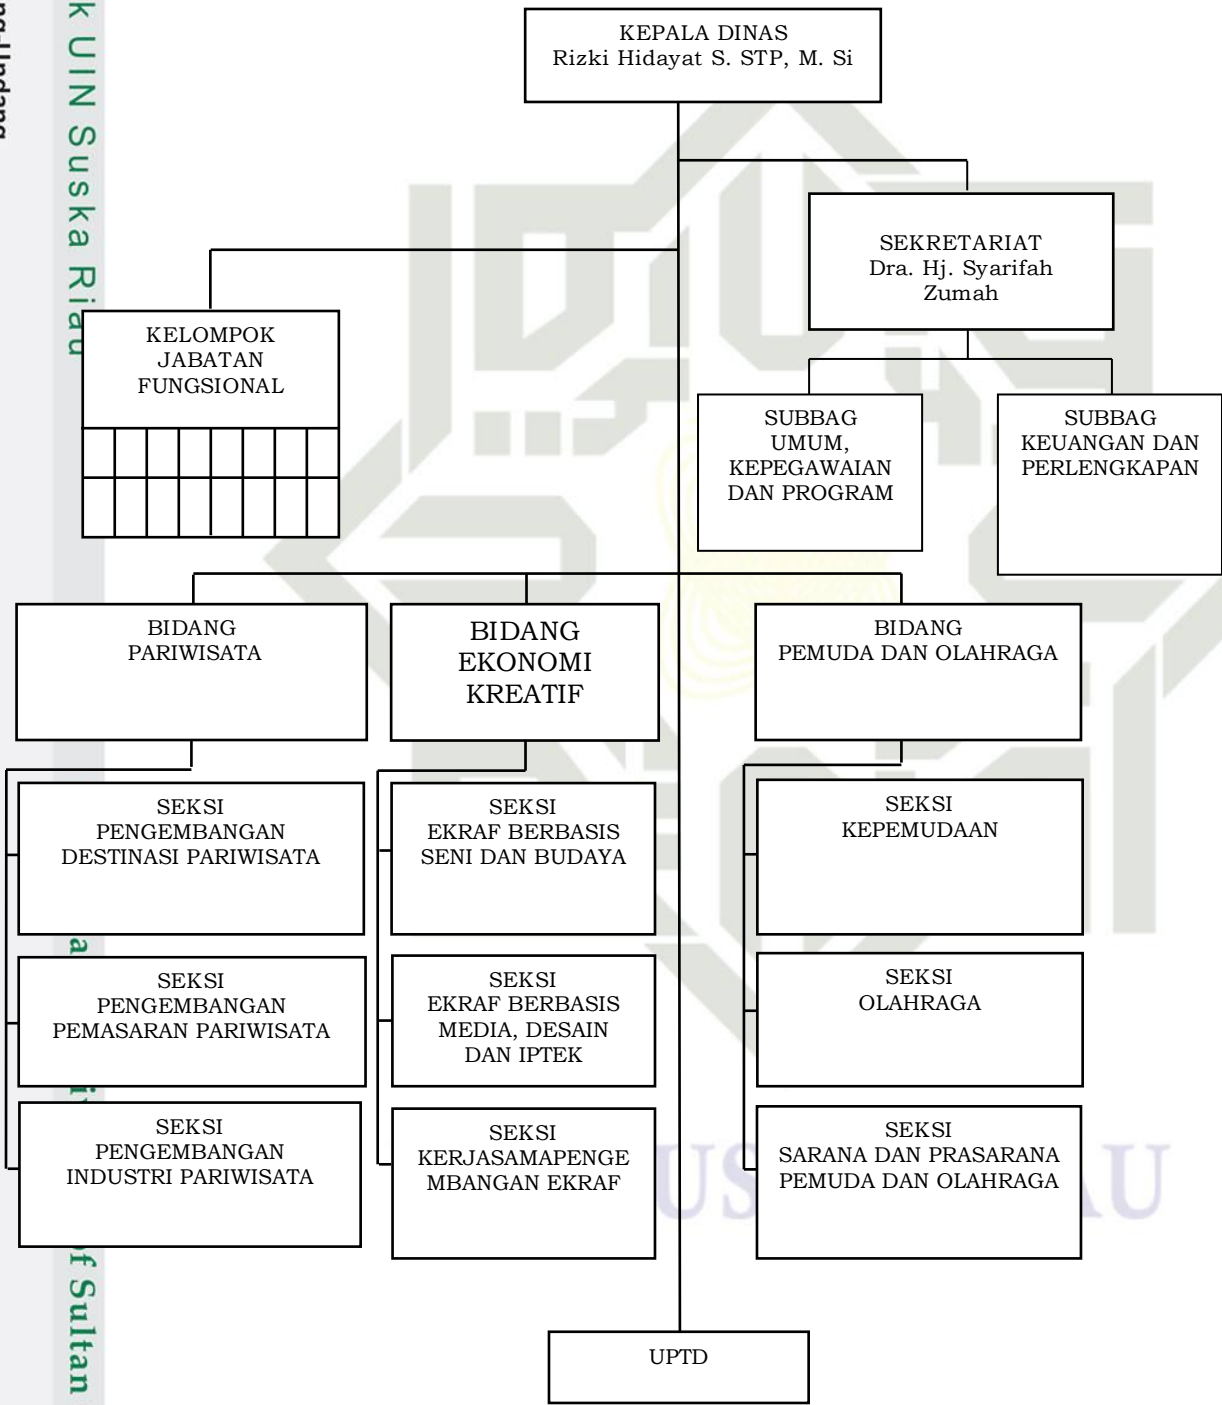 k UIN Suska Riau
KEPALA DINAS
Rizki Hidayat S. STP, M. Si
SEKRETARIAT
Dra. Hj. Syarifah
Zumah
KELOMPOK
JABATAN
FUNGSIONAL
SUBBAG
UMUM,
KEPEGAWAIAN
DAN PROGRAM
SUBBAG
KEUANGAN DAN
PERLENGKAPAN
BIDANG
PARIWISATA
BIDANG
EKONOMI
KREATIF
BIDANG
PEMUDA DAN OLAHRAGA
SEKSI
PENGEMBANGAN
DESTINASI PARIWISATA
SEKSI
EKRAF BERBASIS
SENI DAN BUDAYA
SEKSI
KEPEMUDAAN
SEKSI
PENGEMBANGAN
PEMASARAN PARIWISATA
SEKSI
EKRAF BERBASIS
MEDIA, DESAIN
DAN IPTEK
SEKSI
OLAHRAGA
SEKSI
PENGEMBANGAN
INDUSTRI PARIWISATA
SEKSI
KERJASAMAPENGE
MBANGAN EKRAF
SEKSI
SARANA DAN PRASARANA
PEMUDA DAN OLAHRAGA
UPTD
of Sultan